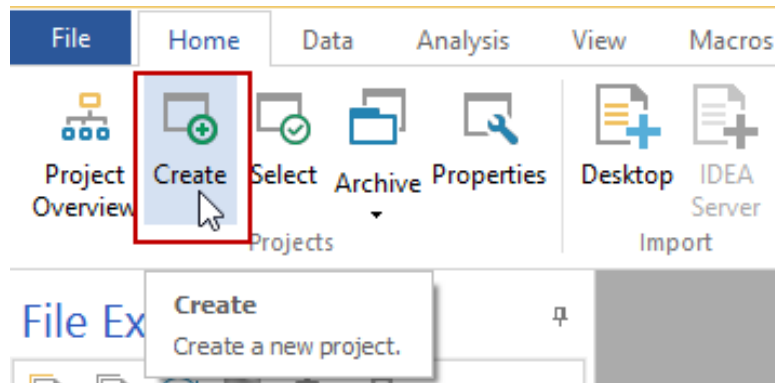 File Home Data Analysis View Macros
Project Overview Create Select Archive Properties Desktop IDEA Server
Projects Import
File Ex
Create
Create a new project.